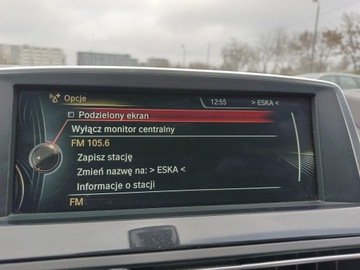 Opcje
12:55
> ESKA <
Podzielony ekran
Wyłącz monitor centralny
FM 105.6
Zapisz stację
Zmień nazwę na: > ESKA <
Informacje o stacji
FM